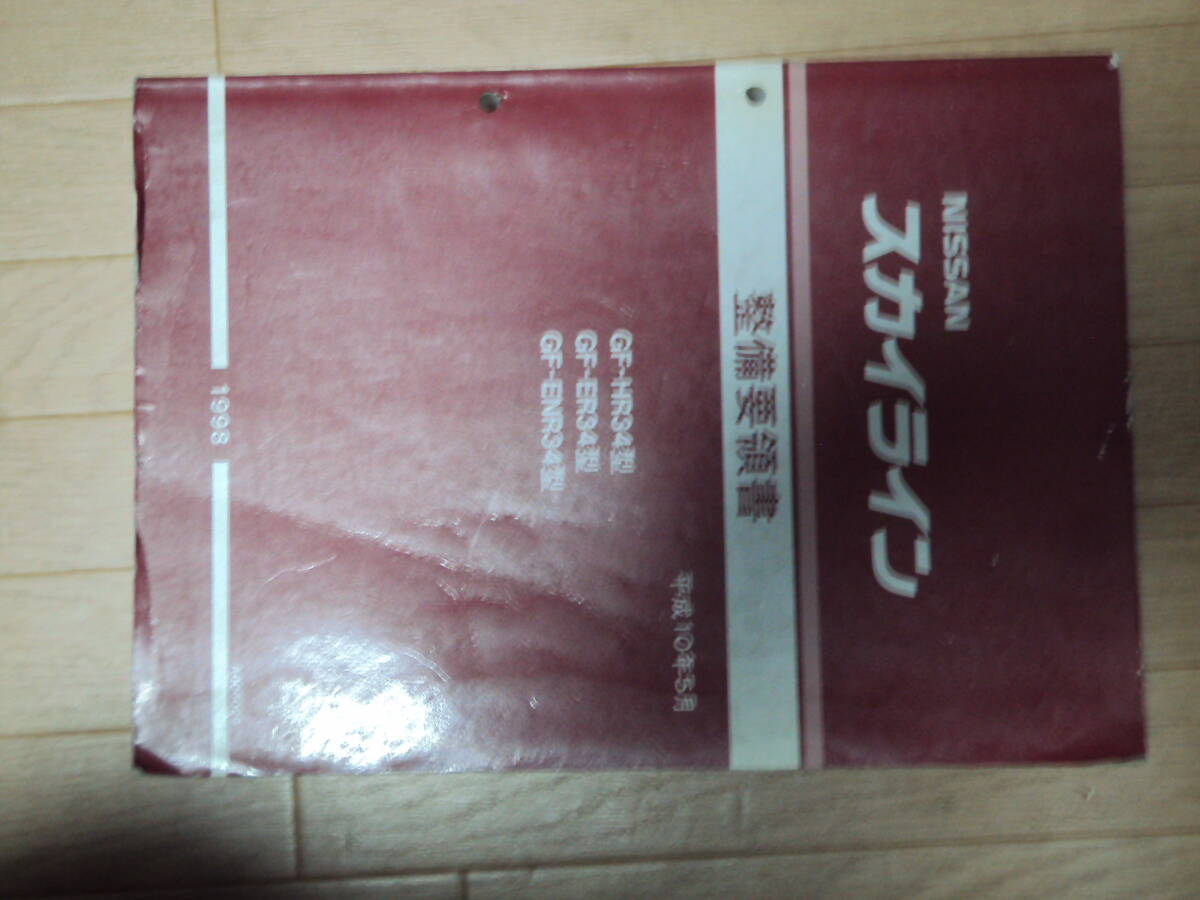 NISSAN
スカイライン
整備要領書
平成10年5月
GF-HR34型
GF-ER34型
GF-ENR34型
1998